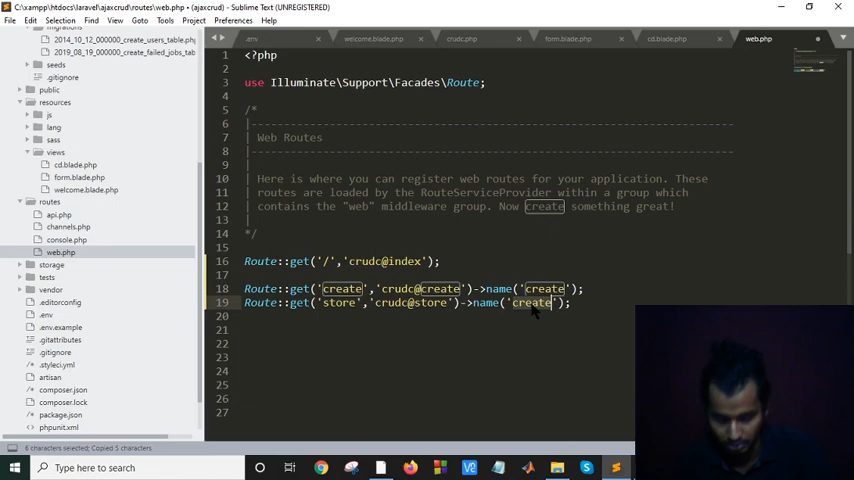 C:\xampp\htdocs\laravel\ajaxcrud\routes\web.php • (ajaxcrud) - Sublime Text (UNREGISTERED)
File Edit Selection Find View Goto Tools Project Preferences Help
.env welcome.blade.php crudc.php form.blade.php cd.blade.php web.php
migrations
2014_10_12_000000_create_users_table.php
2019_08_19_000000_create_failed_jobs_tab
seeds
.gitignore
public
resources
js
lang
sass
views
cd.blade.php
form.blade.php
welcome.blade.php
routes
api.php
channels.php
console.php
web.php
storage
tests
vendor
.editorconfig
.env
.env.example
.gitattributes
.gitignore
.styleci.yml
artisan
composer.json
composer.lock
package.json
phpunit.xml
1 <?php
2
3 use Illuminate\Support\Facades\Route;
4
5 /*
6 |--------------------------------------------------------------------------
7 | Web Routes
8 |--------------------------------------------------------------------------
9 |
10 | Here is where you can register web routes for your application. These
11 | routes are loaded by the RouteServiceProvider within a group which
12 | contains the "web" middleware group. Now create something great!
13 |
14 */
15
16 Route::get('/','crudc@index');
17
18 Route::get('create','crudc@create')->name('create');
19 Route::get('store','crudc@store')->name('create');
20
21
22
23
24
25
26
27
6 characters selected; Copied 5 characters
Type here to search